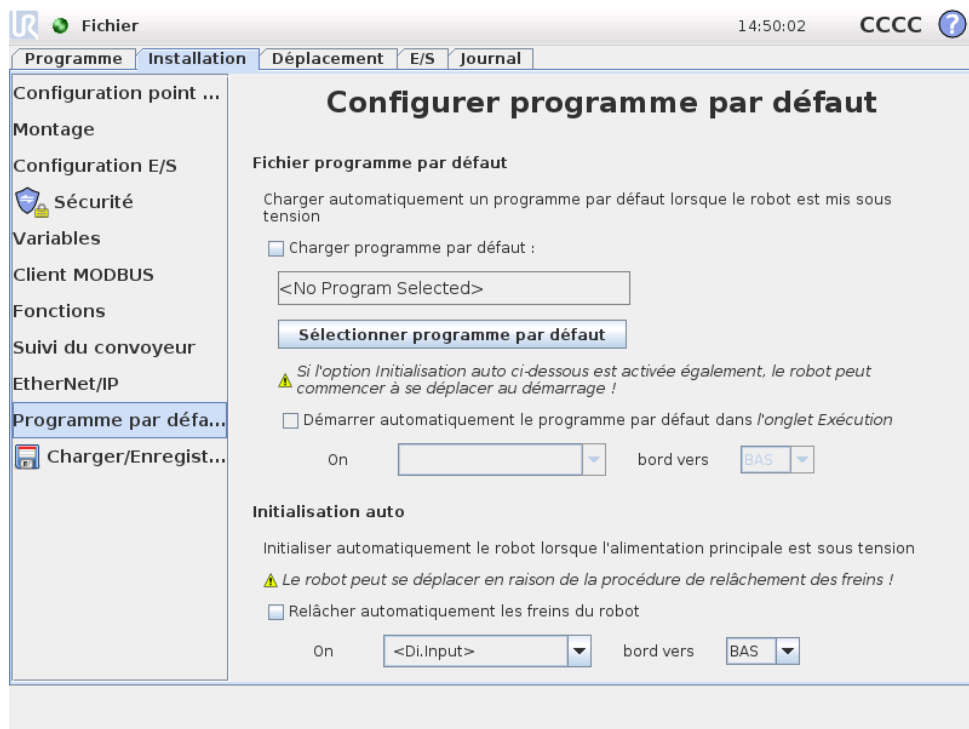 UR Fichier 14:50:02 CCCC ?
Programme Installation Déplacement E/S Journal
Configuration point ...
Montage
Configuration E/S
Sécurité
Variables
Client MODBUS
Fonctions
Suivi du convoyeur
EtherNet/IP
Programme par défa...
Charger/Enregist...
Configurer programme par défaut
Fichier programme par défaut
Charger automatiquement un programme par défaut lorsque le robot est mis sous
tension
Charger programme par défaut :
<No Program Selected>
Sélectionner programme par défaut
Si l'option Initialisation auto ci-dessous est activée également, le robot peut
commencer à se déplacer au démarrage !
Démarrer automatiquement le programme par défaut dans l'onglet Exécution
On bord vers BAS
Initialisation auto
Initialiser automatiquement le robot lorsque l'alimentation principale est sous tension
Le robot peut se déplacer en raison de la procédure de relâchement des freins !
Relâcher automatiquement les freins du robot
On <Di.Input> bord vers BAS